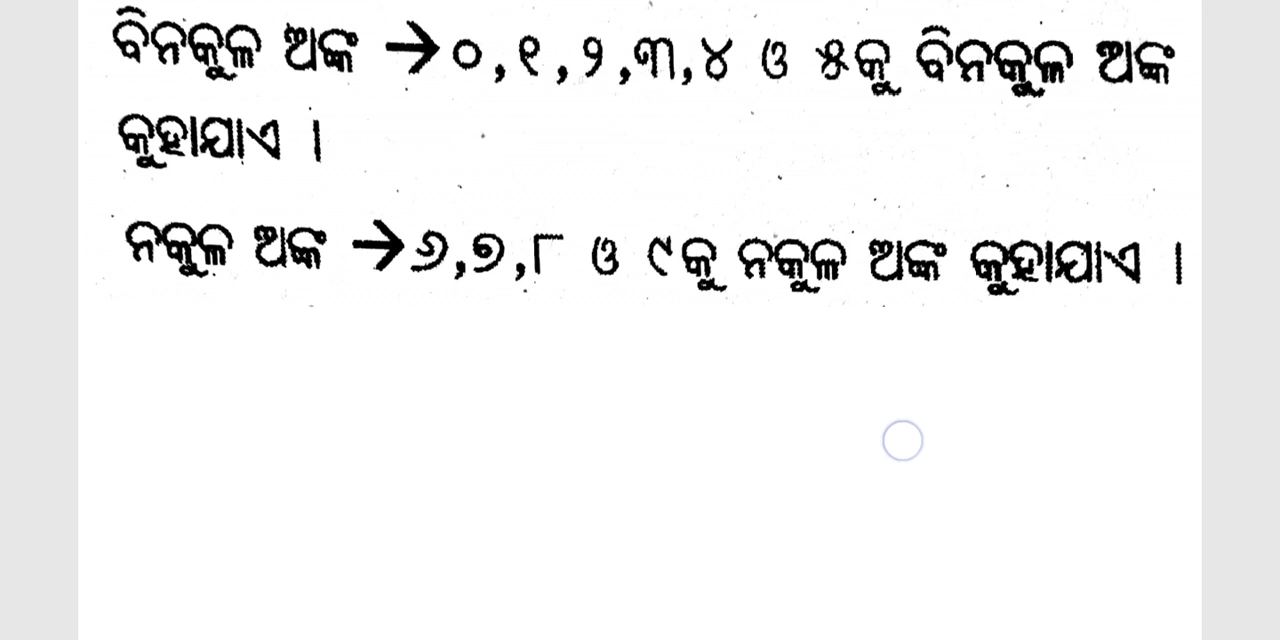 ବିନକୁଳ ଅଙ୍କ → ୦,୧,୨,୩,୪ ଓ ୫କୁ ବିନକୁଳ ଅଙ୍କ
କୁହାଯାଏ ।
ନକୁଳ ଅଙ୍କ → ୬,୭,୮ ଓ ୯କୁ ନକୁଳ ଅଙ୍କ କୁହାଯାଏ ।